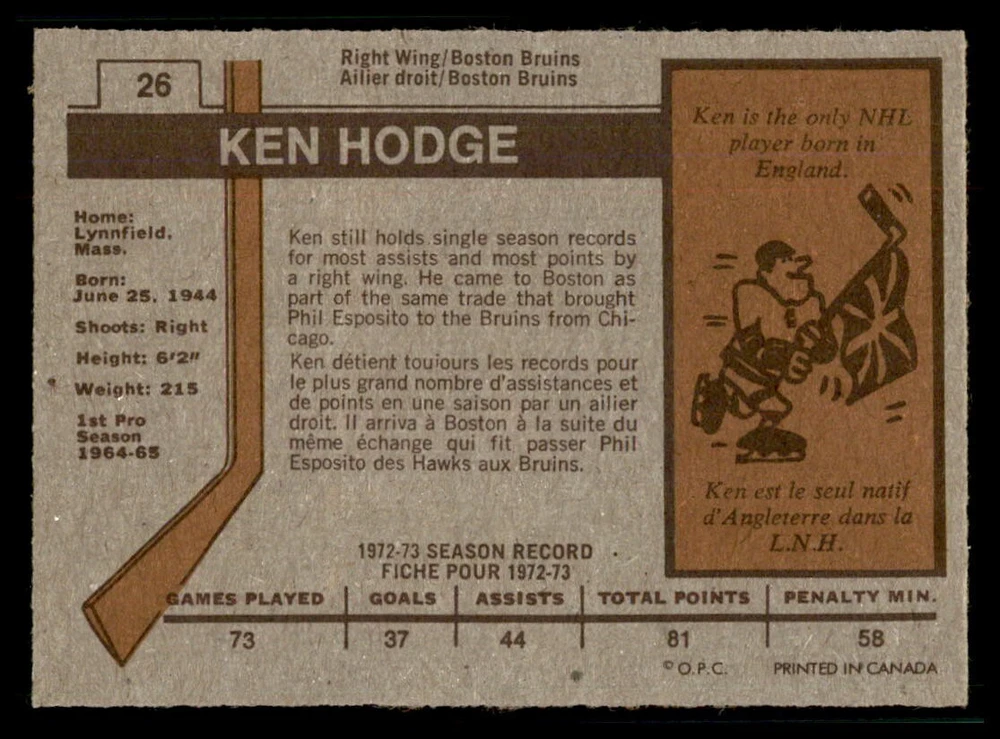 26
Right Wing/Boston Bruins
Ailier droit/Boston Bruins
KEN HODGE
Home:
Lynnfield,
Mass.
Born:
June 25, 1944
Shoots: Right
Height: 6'2"
Weight: 215
1st Pro
Season
1964-65
Ken still holds single season records
for most assists and most points by
a right wing. He came to Boston as
part of the same trade that brought
Phil Esposito to the Bruins from Chi-
cago.
Ken détient toujours les records pour
le plus grand nombre d'assistances et
de points en une saison par un ailier
droit. Il arriva à Boston à la suite du
même échange qui fit passer Phil
Esposito des Hawks aux Bruins.
Ken is the only NHL
player born in
England.
Ken est le seul natif
d'Angleterre dans la
L.N.H.
1972-73 SEASON RECORD
FICHE POUR 1972-73
GAMES PLAYED GOALS ASSISTS TOTAL POINTS PENALTY MIN.
73 37 44 81 58
© O.P.C. PRINTED IN CANADA